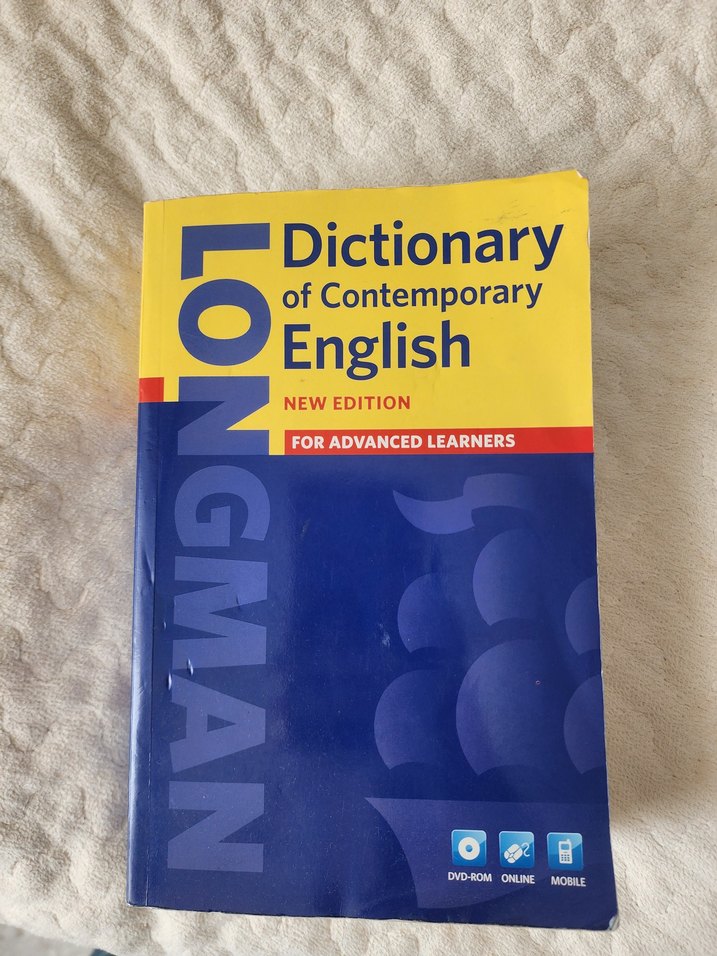 LONGMAN
Dictionary
of Contemporary
English
NEW EDITION
FOR ADVANCED LEARNERS
DVD-ROM
ONLINE
MOBILE